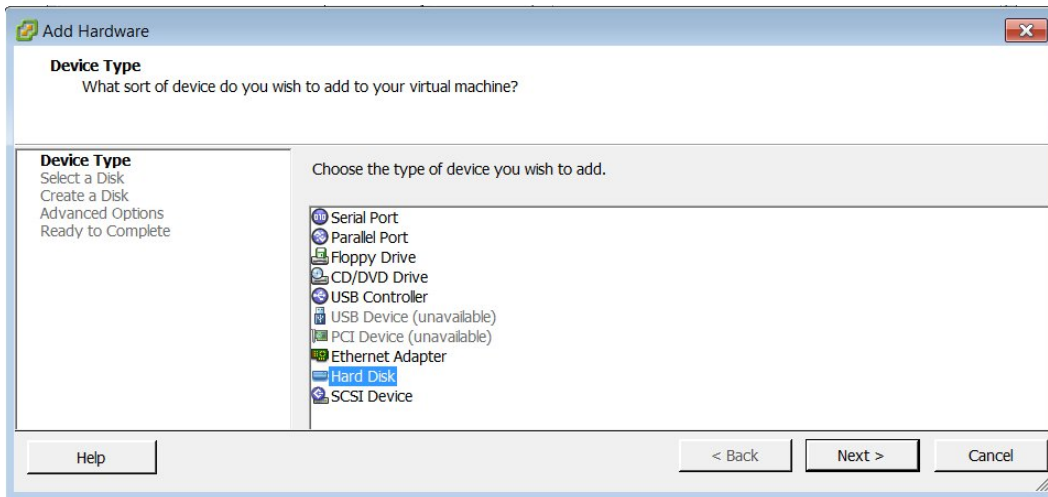 Add Hardware
Device Type
What sort of device do you wish to add to your virtual machine?
Device Type
Select a Disk
Create a Disk
Advanced Options
Ready to Complete
Choose the type of device you wish to add.
Serial Port
Parallel Port
Floppy Drive
CD/DVD Drive
USB Controller
USB Device (unavailable)
PCI Device (unavailable)
Ethernet Adapter
Hard Disk
SCSI Device
Help
< Back
Next >
Cancel